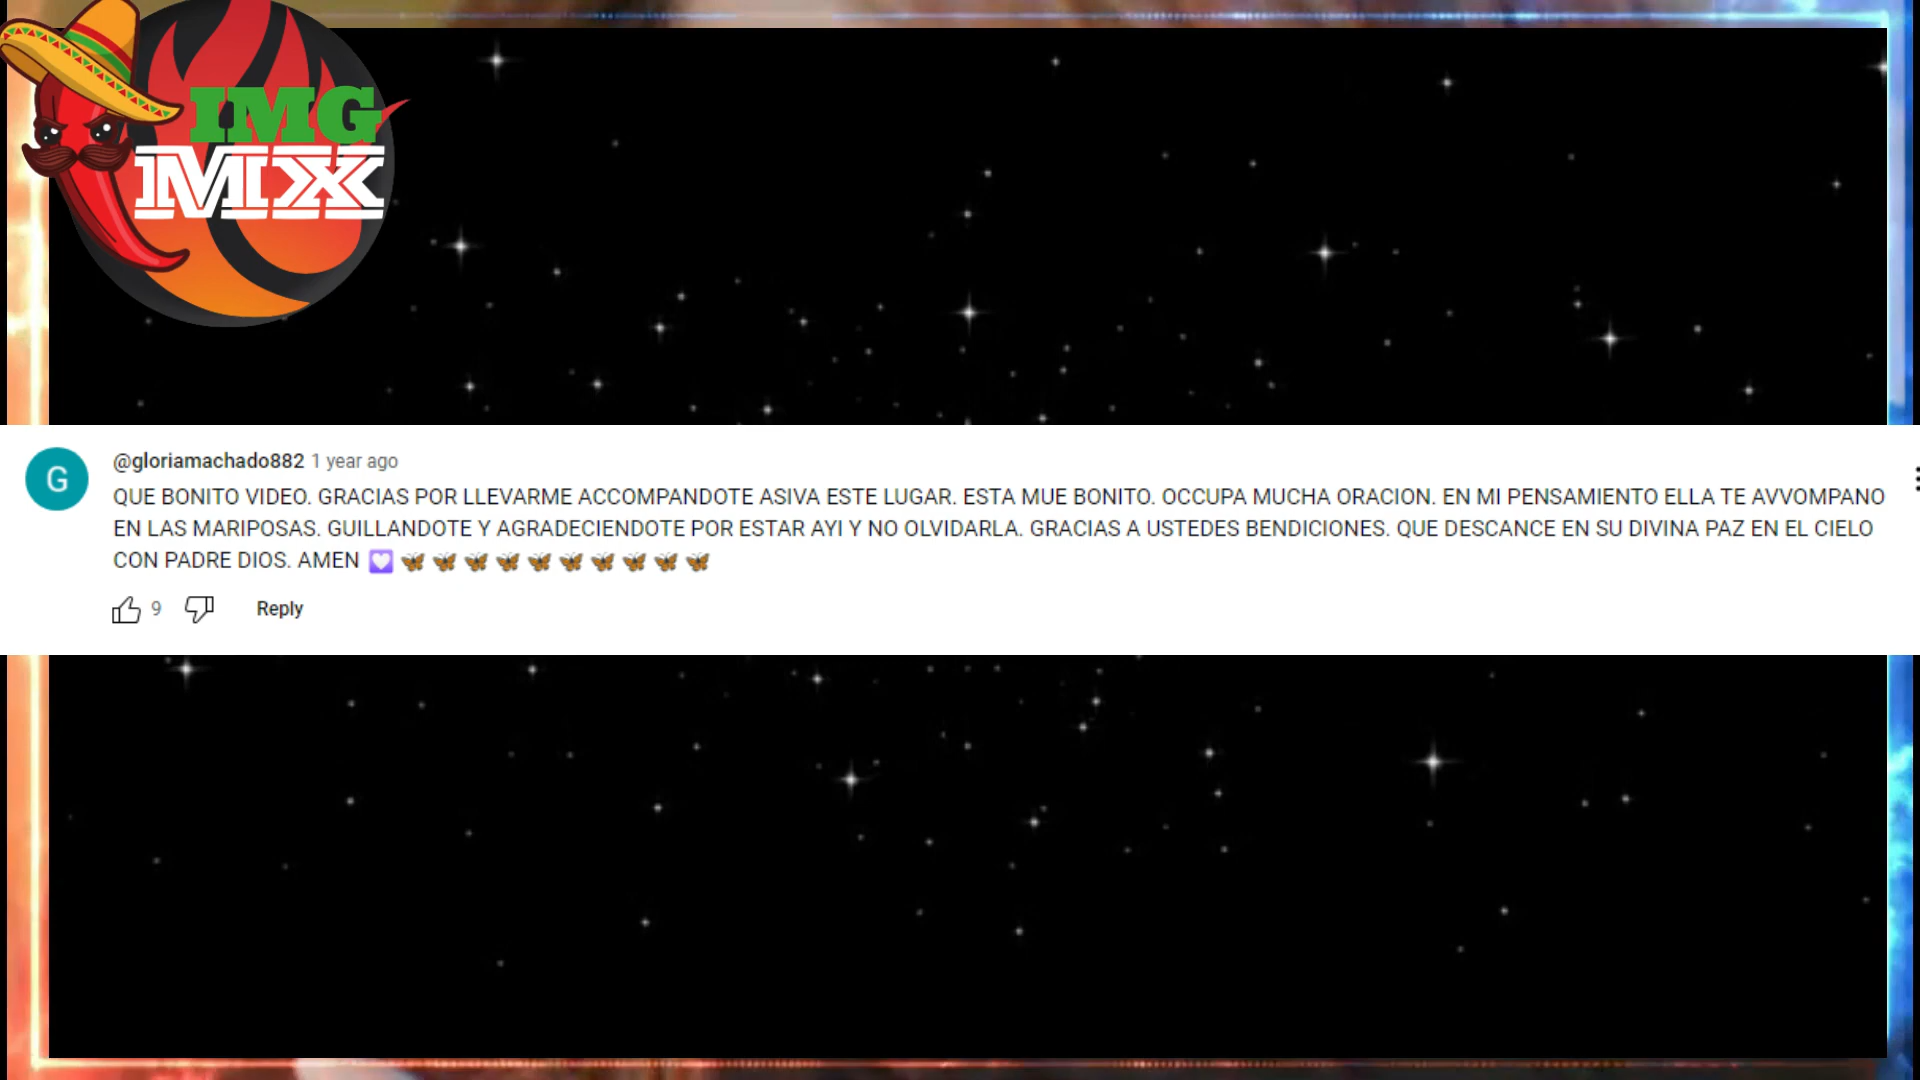 IMG
MX
G
@gloriamachado882 1 year ago
QUE BONITO VIDEO. GRACIAS POR LLEVARME ACCOMPANDOTE ASIVA ESTE LUGAR. ESTA MUE BONITO. OCCUPA MUCHA ORACION. EN MI PENSAMIENTO ELLA TE AVVOMPANO
EN LAS MARIPOSAS. GUILLANDOTE Y AGRADECIENDOTE POR ESTAR AYI Y NO OLVIDARLA. GRACIAS A USTEDES BENDICIONES. QUE DESCANCE EN SU DIVINA PAZ EN EL CIELO
CON PADRE DIOS. AMEN 💟 🦋 🦋 🦋 🦋 🦋 🦋 🦋 🦋 🦋 🦋
9 Reply